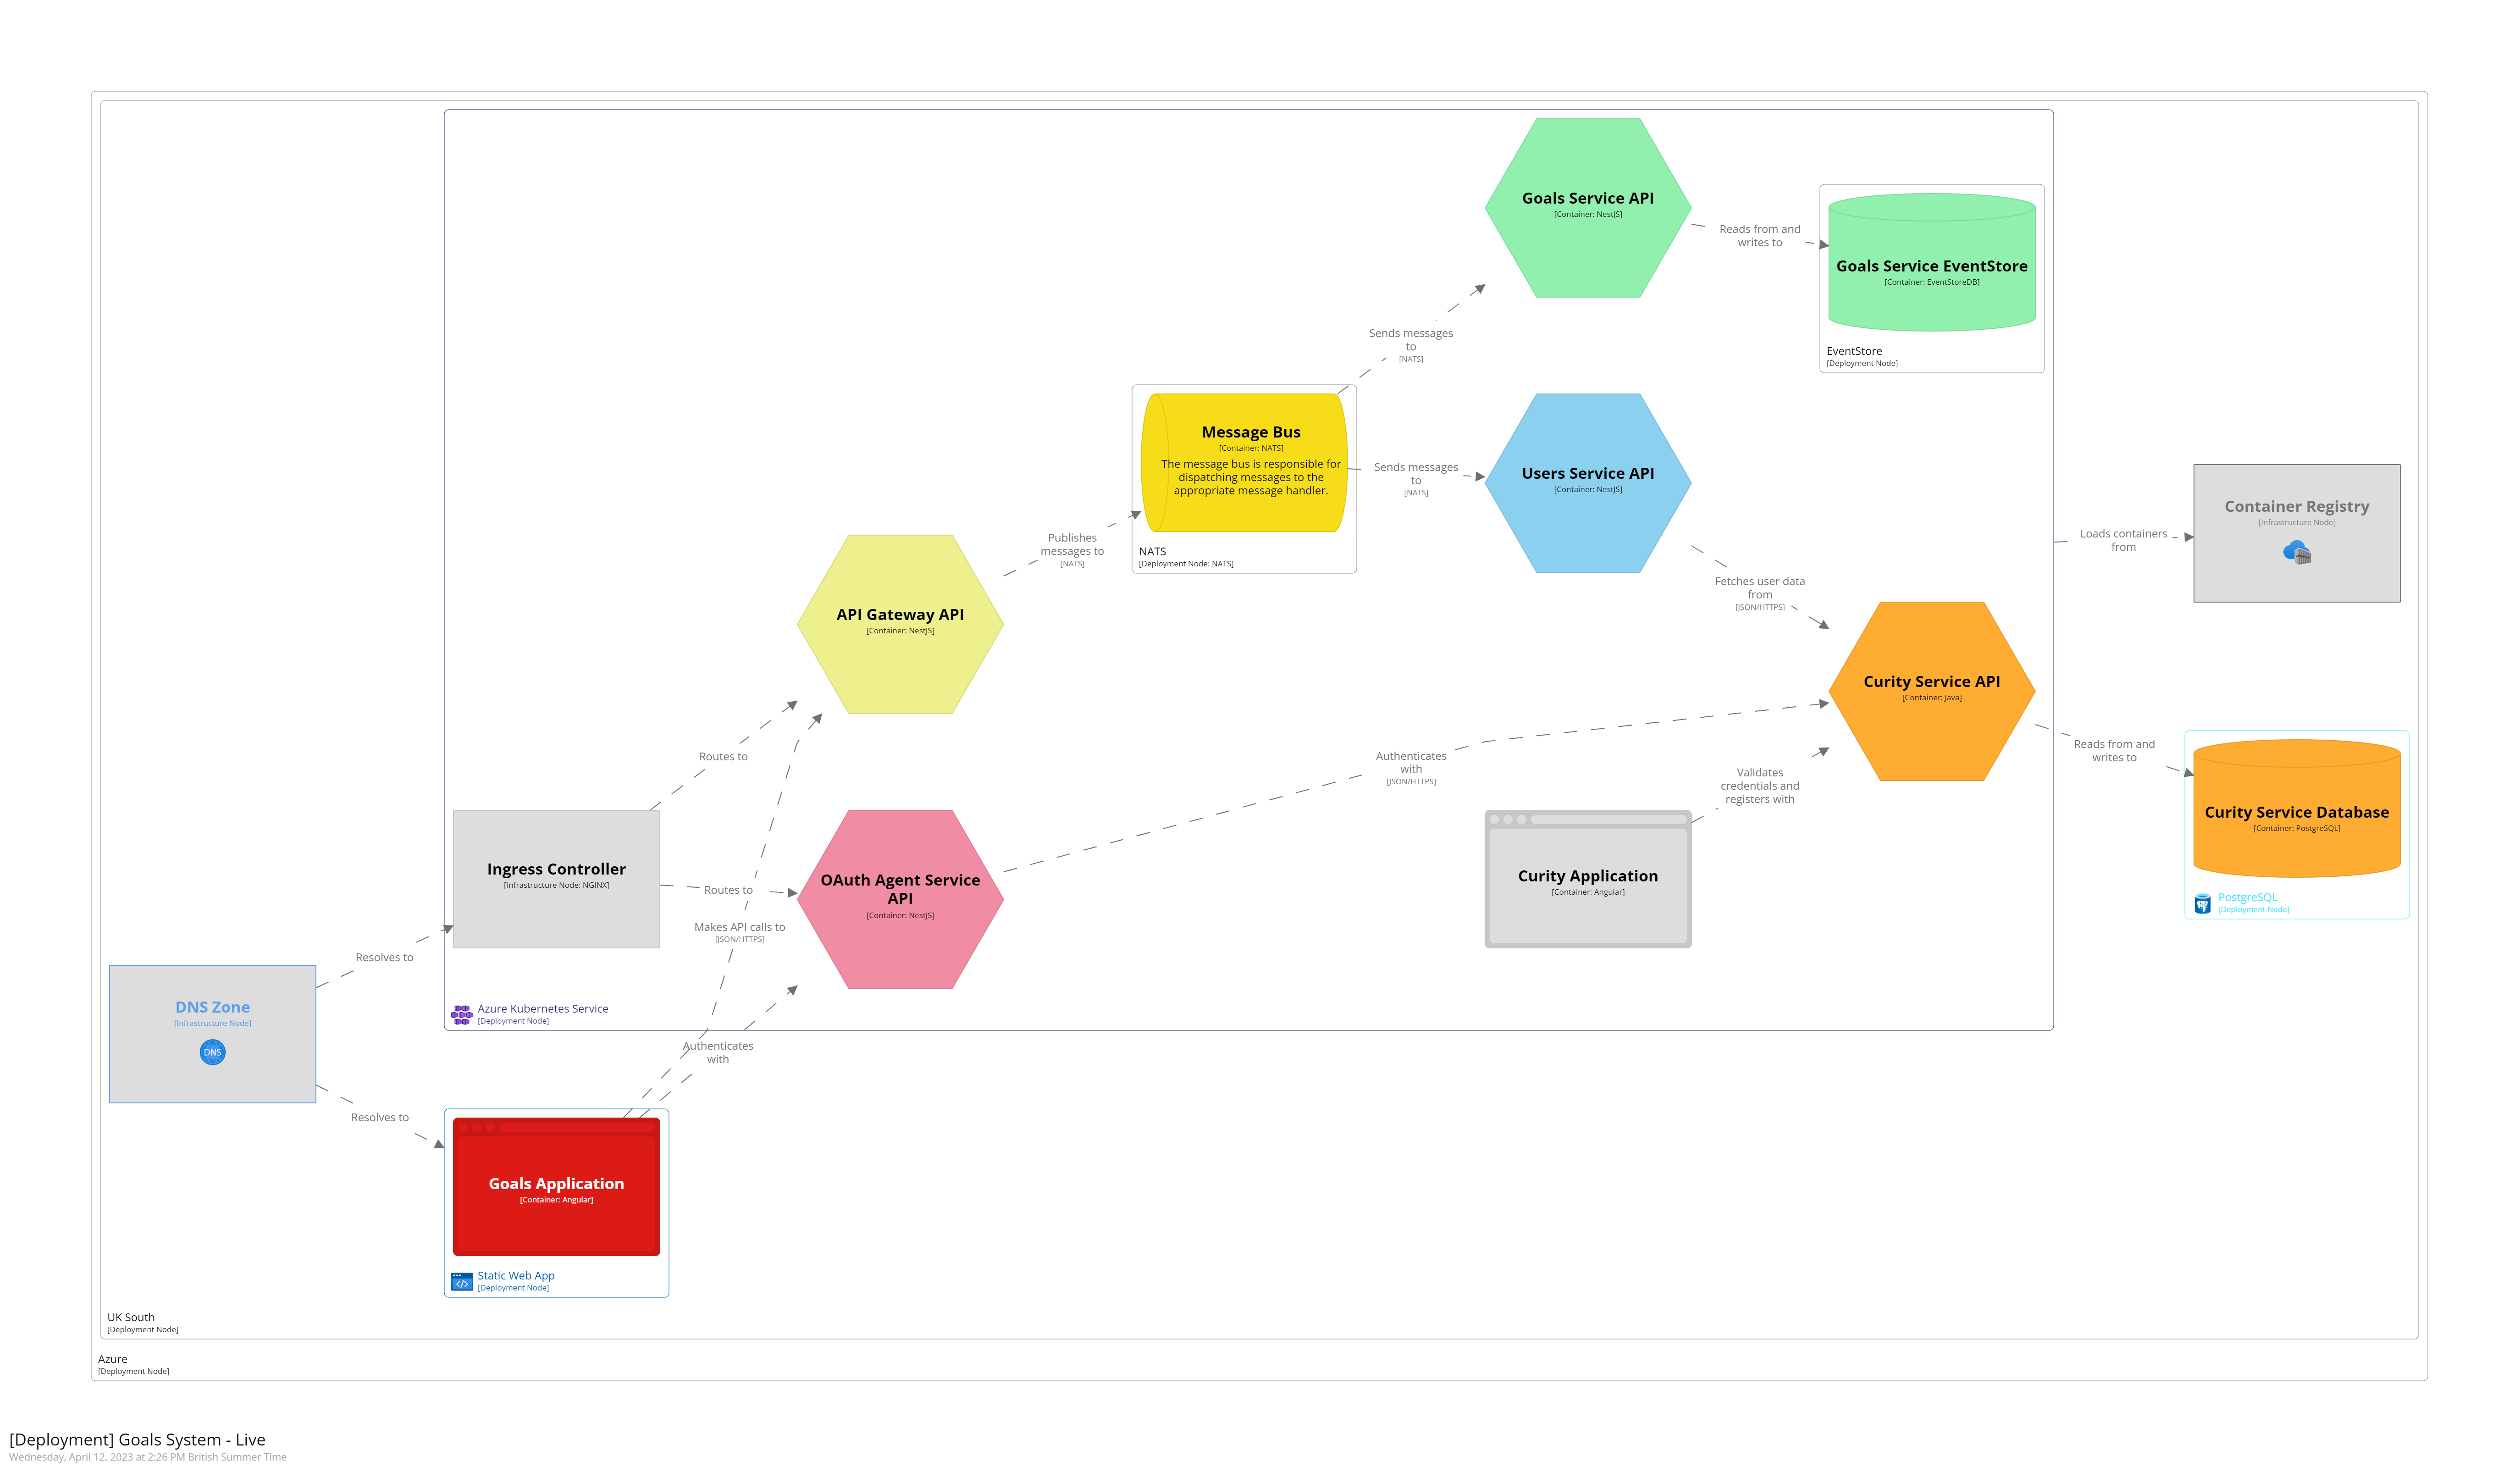 Goals Service API
[Container: NestJS]
Reads from and
writes to
Goals Service EventStore
[Container: EventStoreDB]
EventStore
[Deployment Node]
Sends messages
to
[NATS]
Message Bus
[Container: NATS]
The message bus is responsible for
dispatching messages to the
appropriate message handler.
NATS
[Deployment Node: NATS]
Sends messages
to
[NATS]
Users Service API
[Container: NestJS]
Container Registry
[Infrastructure Node]
Loads containers
from
Publishes
messages to
[NATS]
Fetches user data
from
[JSON/HTTPS]
API Gateway API
[Container: NestJS]
Curity Service API
[Container: Java]
Routes to
Authenticates
with
[JSON/HTTPS]
Validates
credentials and
registers with
Reads from and
writes to
Curity Service Database
[Container: PostgreSQL]
PostgreSQL
[Deployment Node]
Ingress Controller
[Infrastructure Node: NGINX]
Routes to
OAuth Agent Service
API
[Container: NestJS]
Curity Application
[Container: Angular]
Makes API calls to
[JSON/HTTPS]
Resolves to
DNS Zone
[Infrastructure Node]
DNS
Azure Kubernetes Service
[Deployment Node]
Authenticates
with
Resolves to
Goals Application
[Container: Angular]
Static Web App
[Deployment Node]
UK South
[Deployment Node]
Azure
[Deployment Node]
[Deployment] Goals System - Live
Wednesday, April 12, 2023 at 2:26 PM British Summer Time